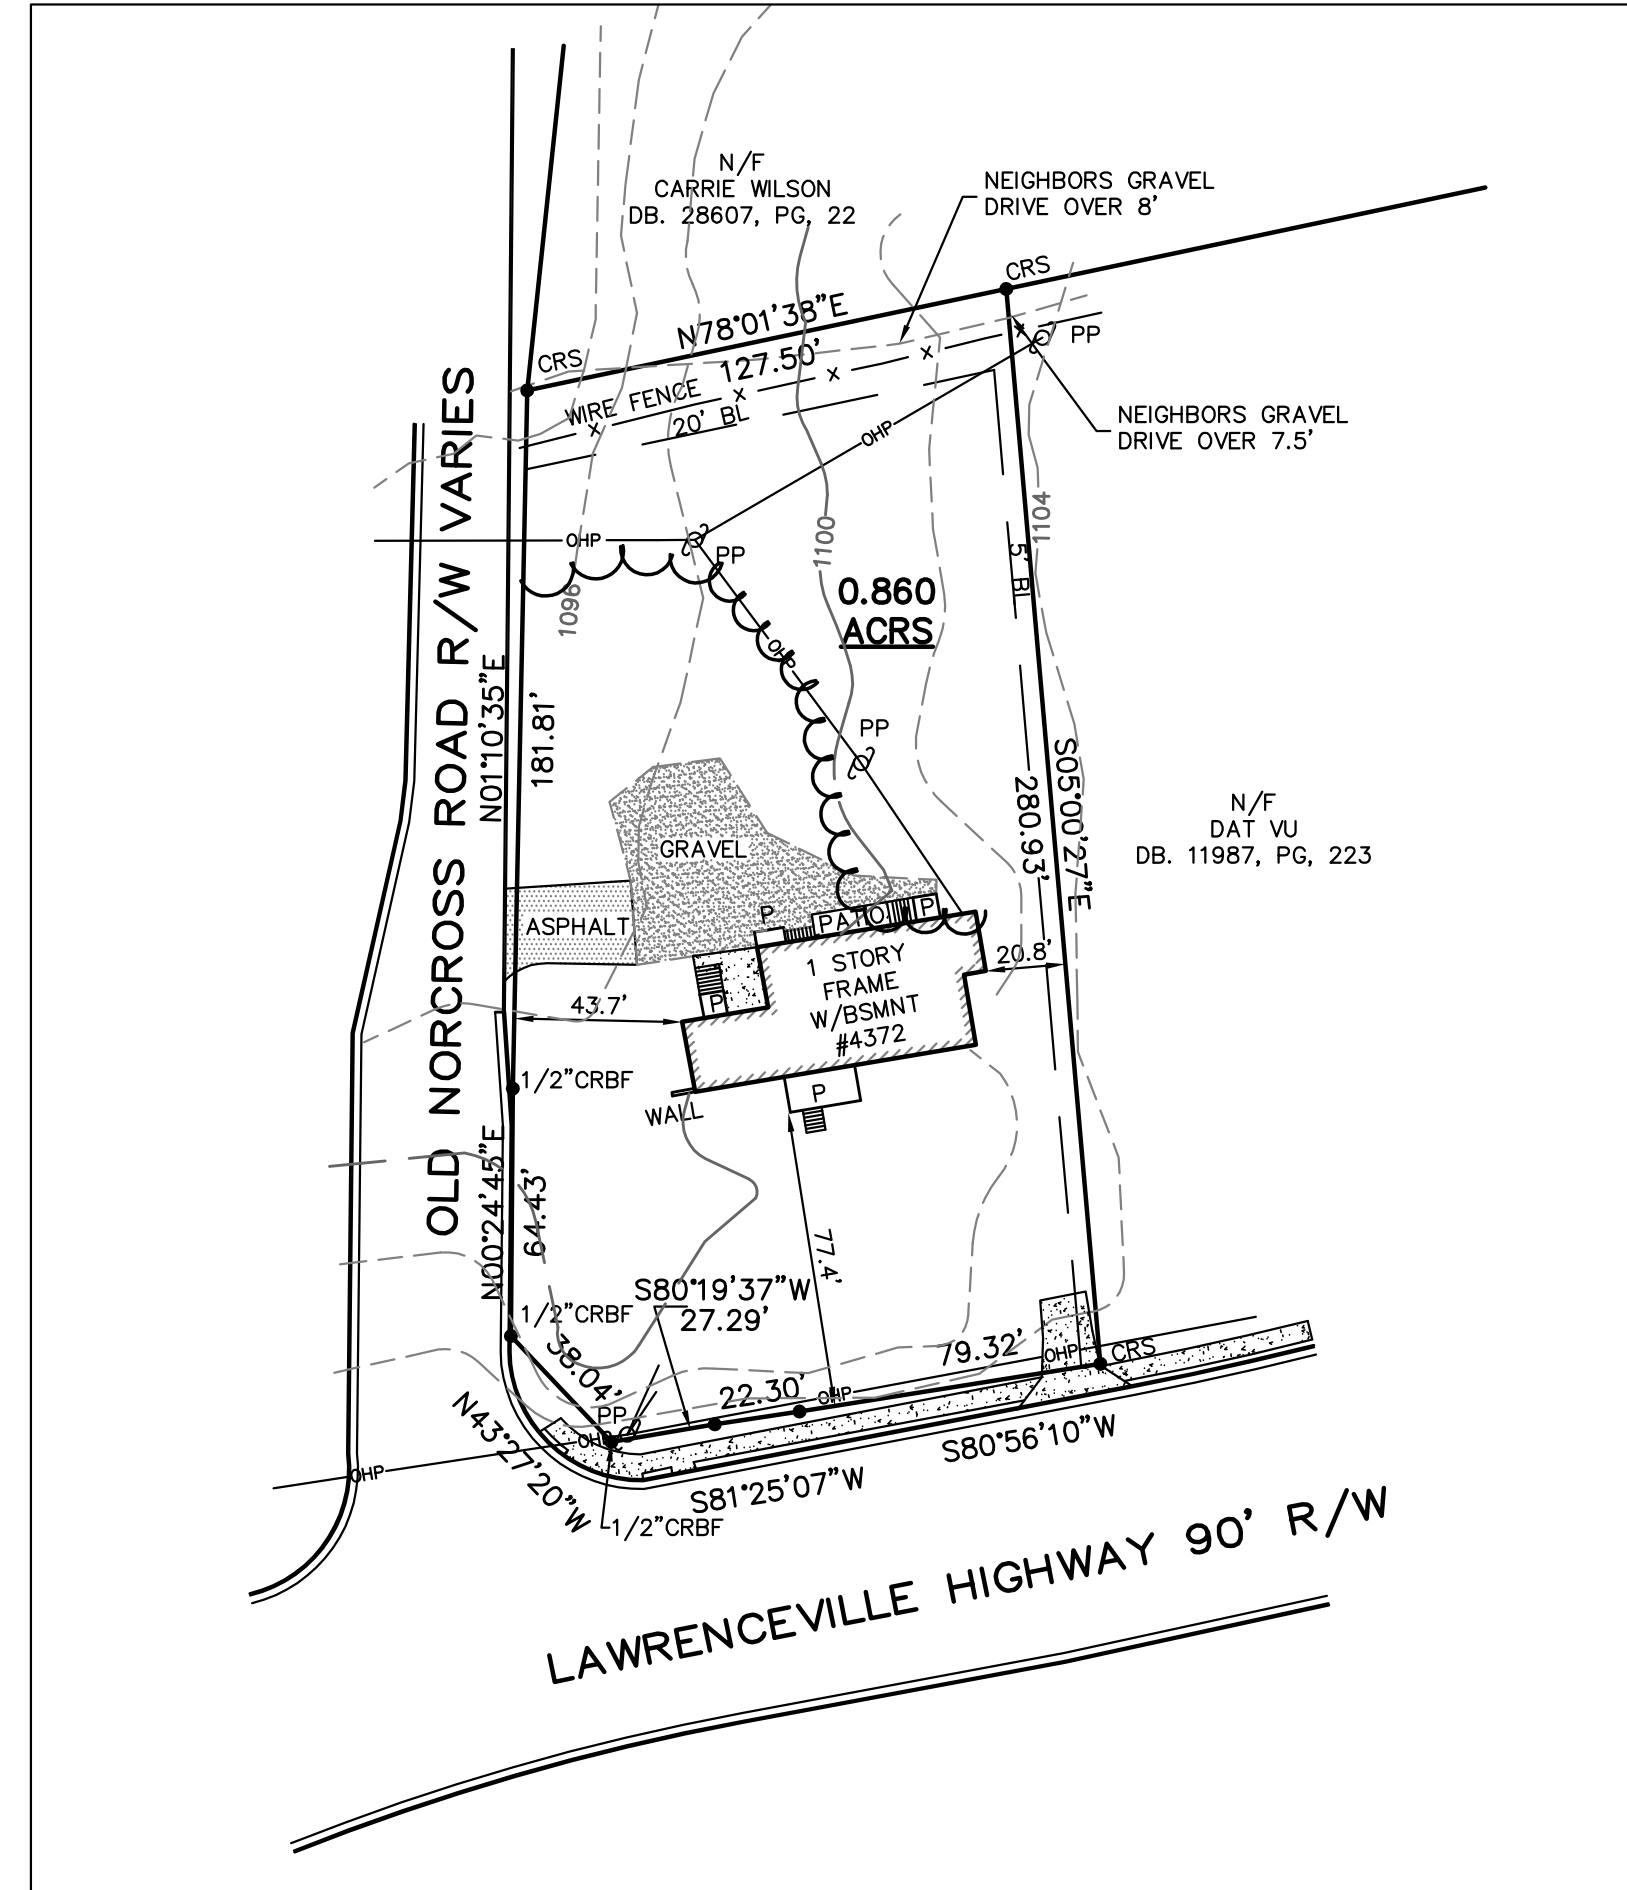 N/F
CARRIE WILSON
DB. 28607, PG, 22
NEIGHBORS GRAVEL
DRIVE OVER 8'
CRS
N78°01'38"E
127.50'
CRS
PP
WIRE FENCE
20' BL
OHP
NEIGHBORS GRAVEL
DRIVE OVER 7.5'
OLD NORCROSS ROAD R/W VARIES
OHP
PP
1100
1104
5' BL
1096
0.860
ACRS
OHP
N01°10'35"E
181.81'
PP
S05°00'27"E
280.93'
N/F
DAT VU
DB. 11987, PG, 223
GRAVEL
ASPHALT
P
PATIO
P
1 STORY
FRAME
W/BSMNT
#4372
20.8'
P
43.7'
1/2"CRBF
P
WALL
N00°24'45"E
64.43'
77.4'
S80°19'37"W
27.29'
1/2"CRBF
38.04'
79.32'
OHP
CRS
22.30'
OHP
PP
OHP
N43°27'20"W
OHP
S80°56'10"W
S81°25'07"W
1/2"CRBF
LAWRENCEVILLE HIGHWAY 90' R/W